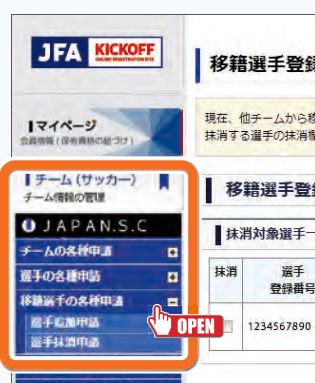 JFA KICKOFF
ONLINE REGISTRATION SITE
移籍選手登録
マイページ
会員情報(保有資格の紐づけ)
現在、他チームから移
抹消する選手の抹消欄
チーム (サッカー)
チーム情報の管理
JAPAN.S.C
チームの各種申請
選手の各種申請
移籍選手の各種申請
選手追加申請
選手抹消申請
OPEN
移籍選手登
抹消対象選手一
抹消
選手
登録番号
1234567890